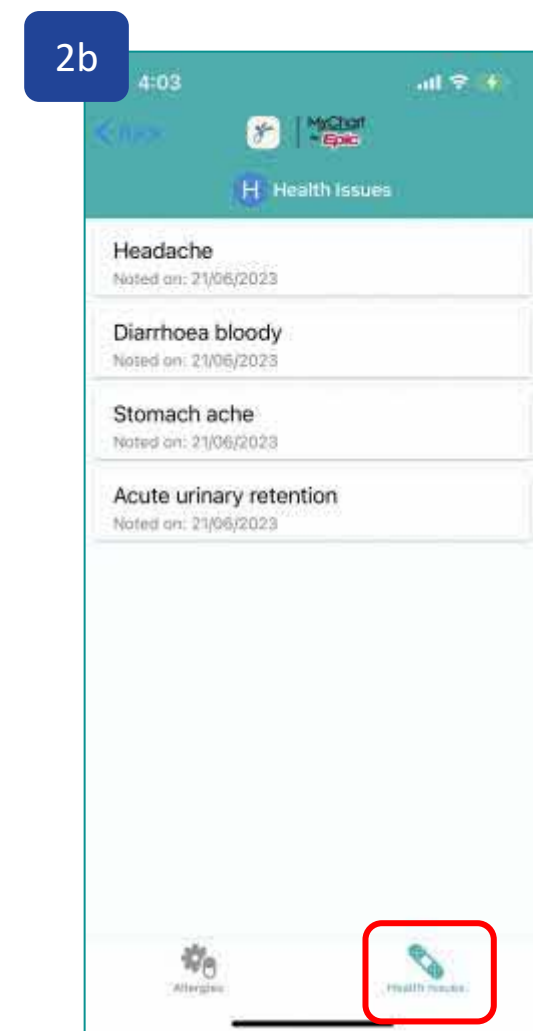 2b
4:03
< Back
MyChart
Epic
H Health Issues
Headache
Noted on: 21/06/2023
Diarrhoea bloody
Noted on: 21/06/2023
Stomach ache
Noted on: 21/06/2023
Acute urinary retention
Noted on: 21/06/2023
Allergies
Health Issues